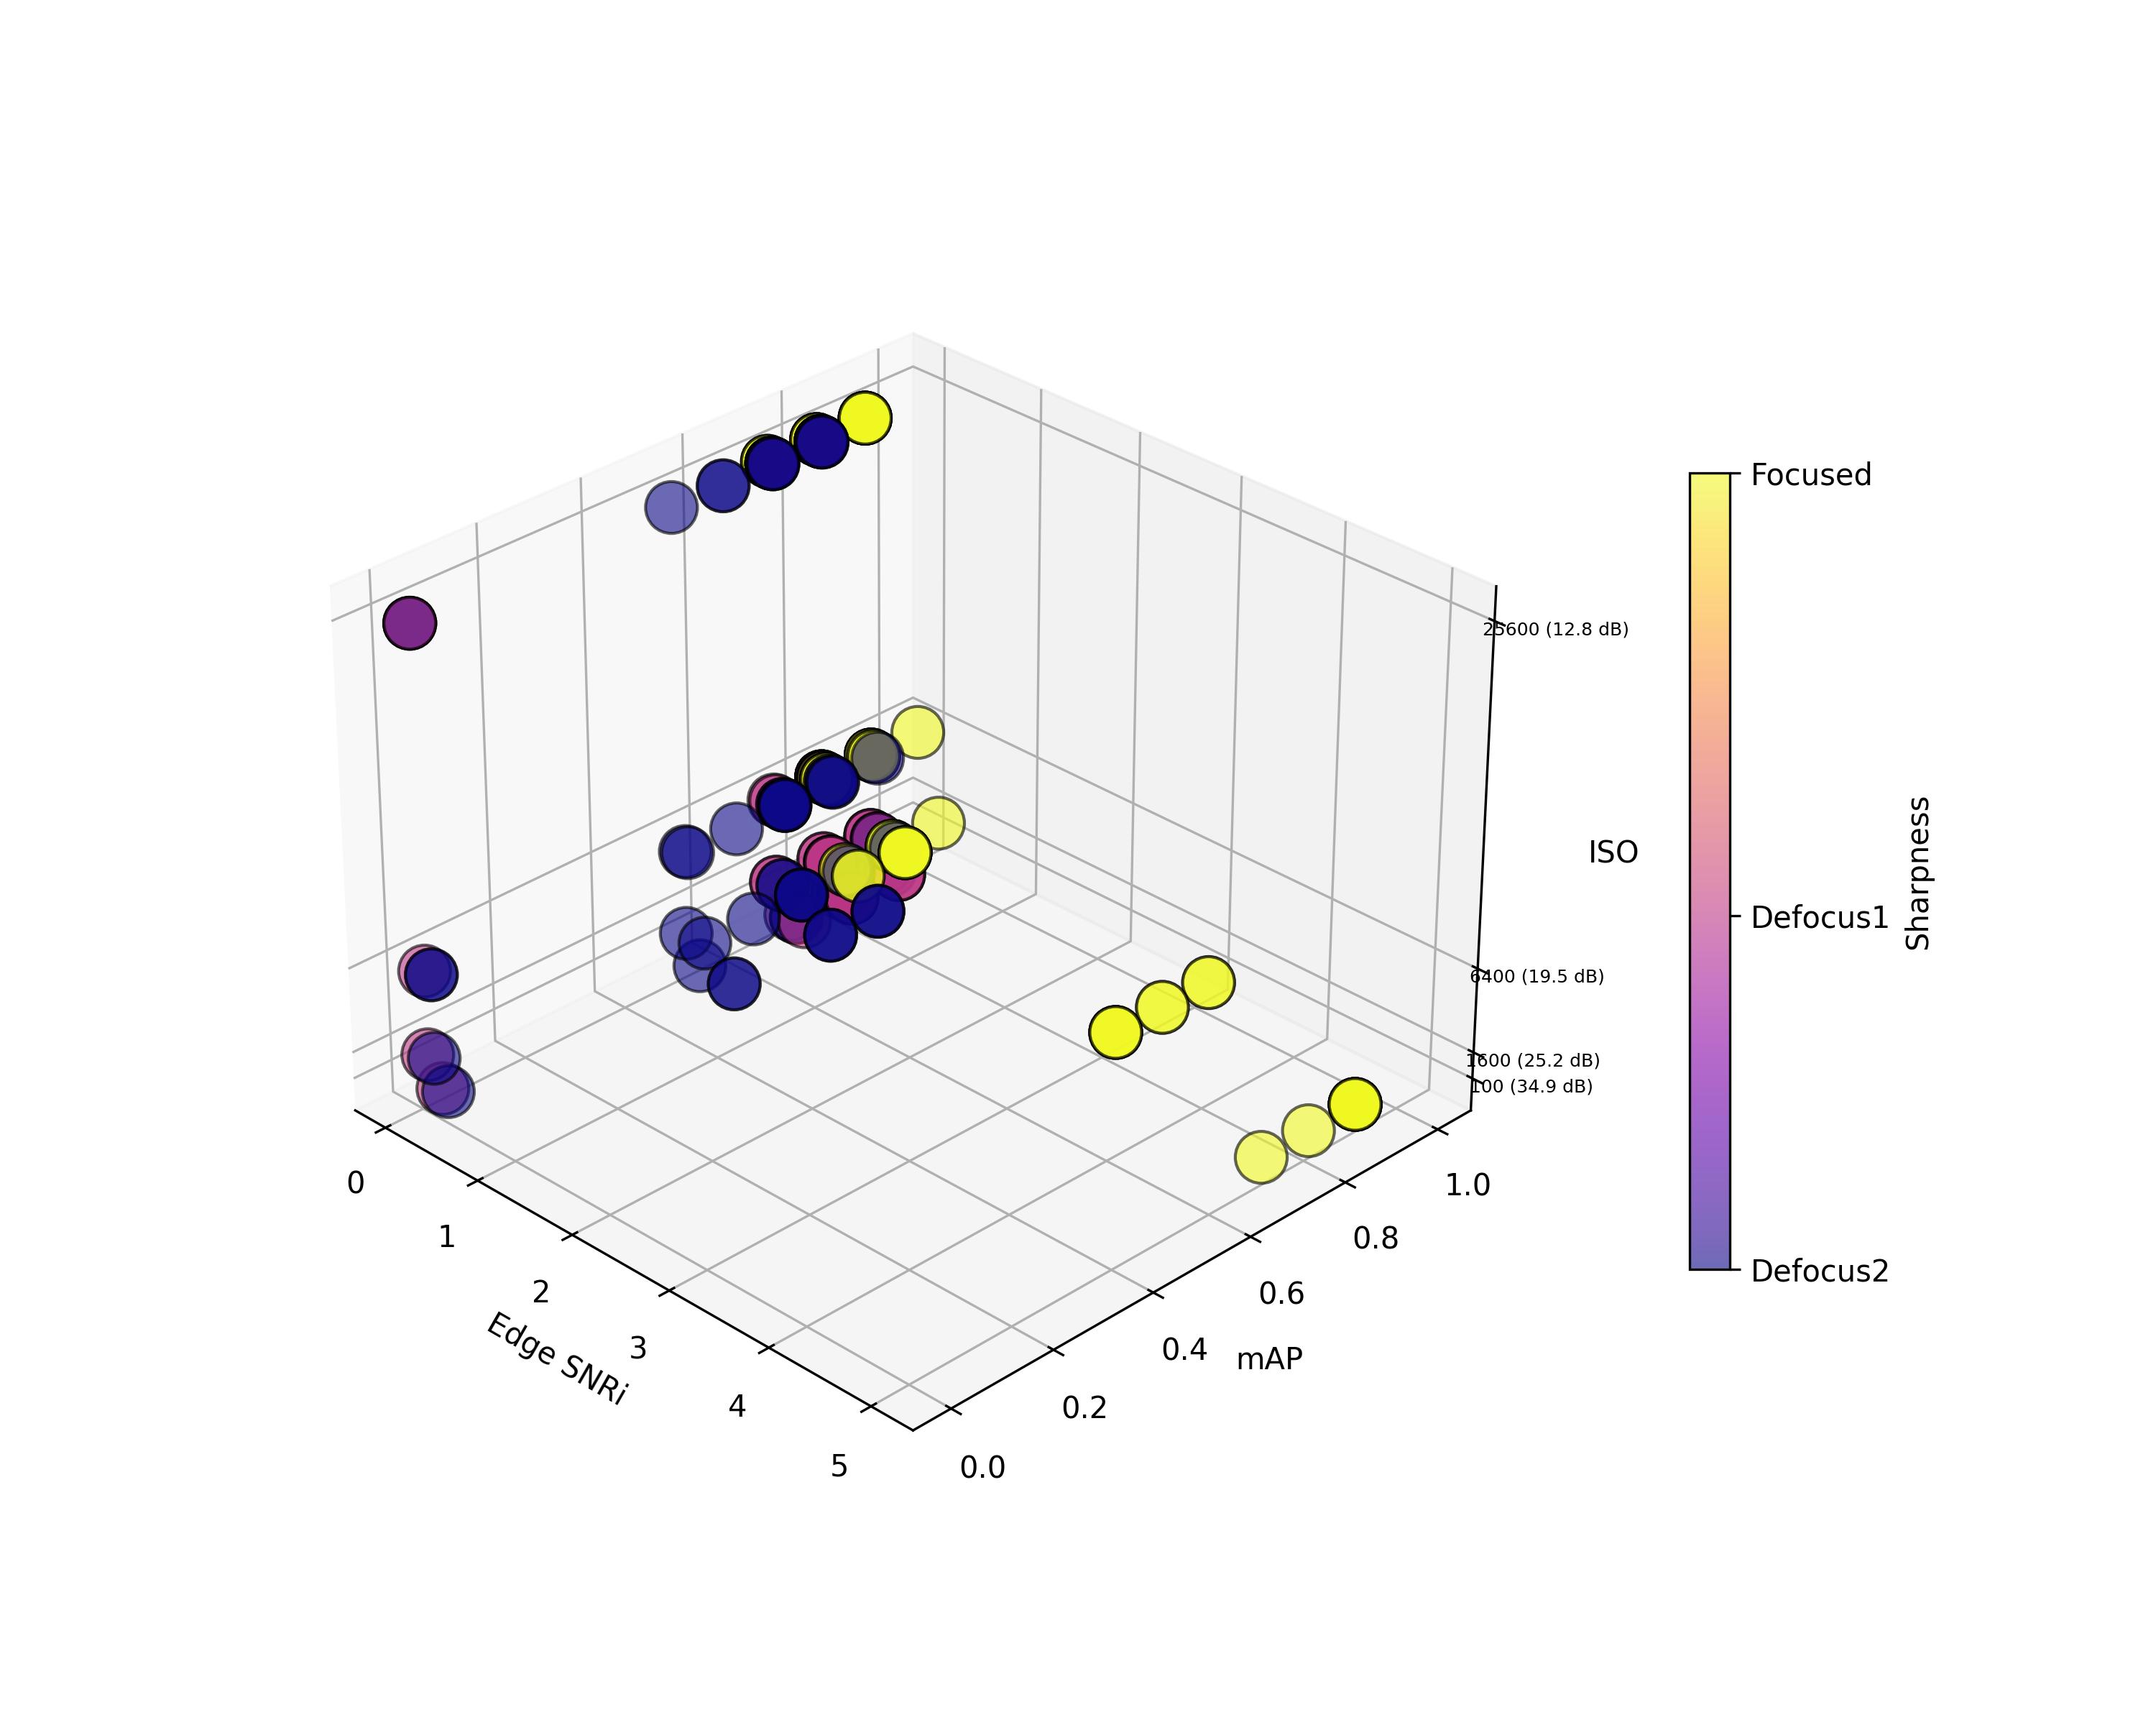 Focused
25600 (12.8 dB)
ISO
Sharpness
Defocus1
6400 (19.5 dB)
1600 (25.2 dB)
100 (34.9 dB)
Defocus2
0
1
2
3
4
5
Edge SNRi
0.0
0.2
0.4
0.6
0.8
1.0
mAP